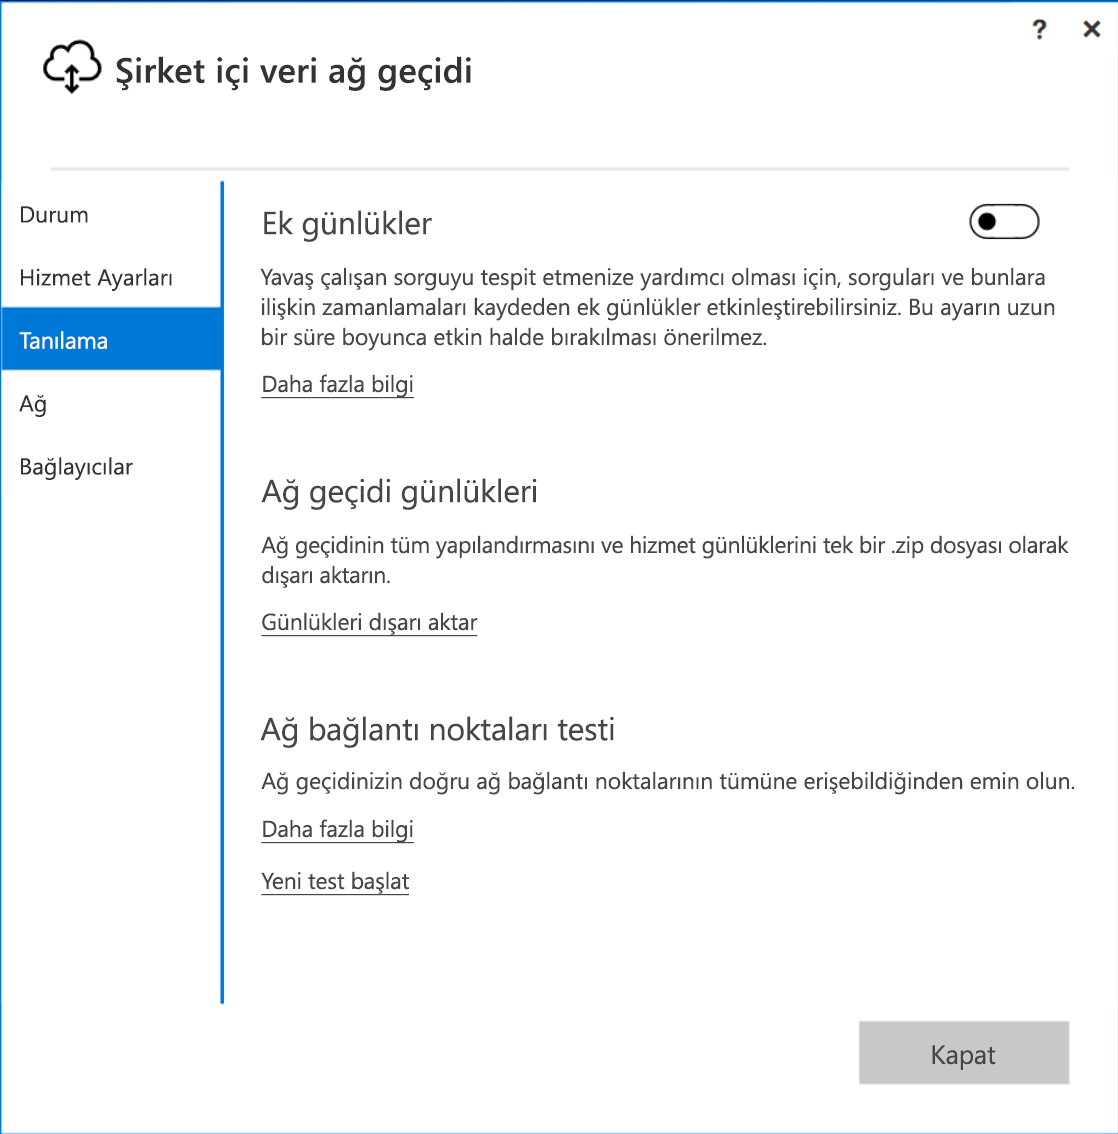 ?
Şirket içi veri ağ geçidi
Durum
Hizmet Ayarları
Tanılama
Ağ
Bağlayıcılar
Ek günlükler
Yavaş çalışan sorguyu tespit etmenize yardımcı olması için, sorguları ve bunlara
ilişkin zamanlamaları kaydeden ek günlükler etkinleştirebilirsiniz. Bu ayarın uzun
bir süre boyunca etkin halde bırakılması önerilmez.
Daha fazla bilgi
Ağ geçidi günlükleri
Ağ geçidinin tüm yapılandırmasını ve hizmet günlüklerini tek bir .zip dosyası olarak
dışarı aktarın.
Günlükleri dışarı aktar
Ağ bağlantı noktaları testi
Ağ geçidinizin doğru ağ bağlantı noktalarının tümüne erişebildiğinden emin olun.
Daha fazla bilgi
Yeni test başlat
Kapat